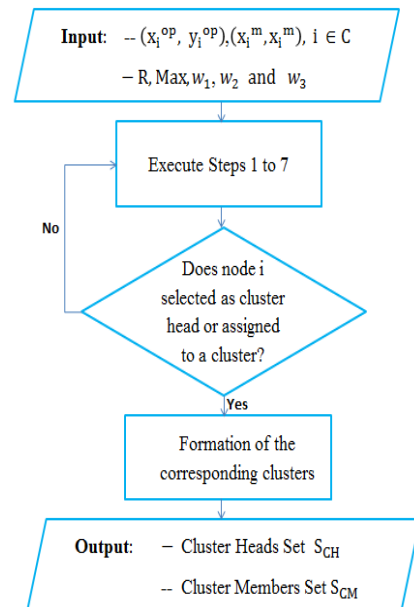 Input: -- (x_i^op, y_i^op),(x_i^m,x_i^m), i ∈ C
– R, Max,w_1, w_2 and w_3
Execute Steps 1 to 7
No
Does node i
selected as cluster
head or assigned
to a cluster?
Yes
Formation of the
corresponding clusters
Output: – Cluster Heads Set S_CH
-- Cluster Members Set S_CM